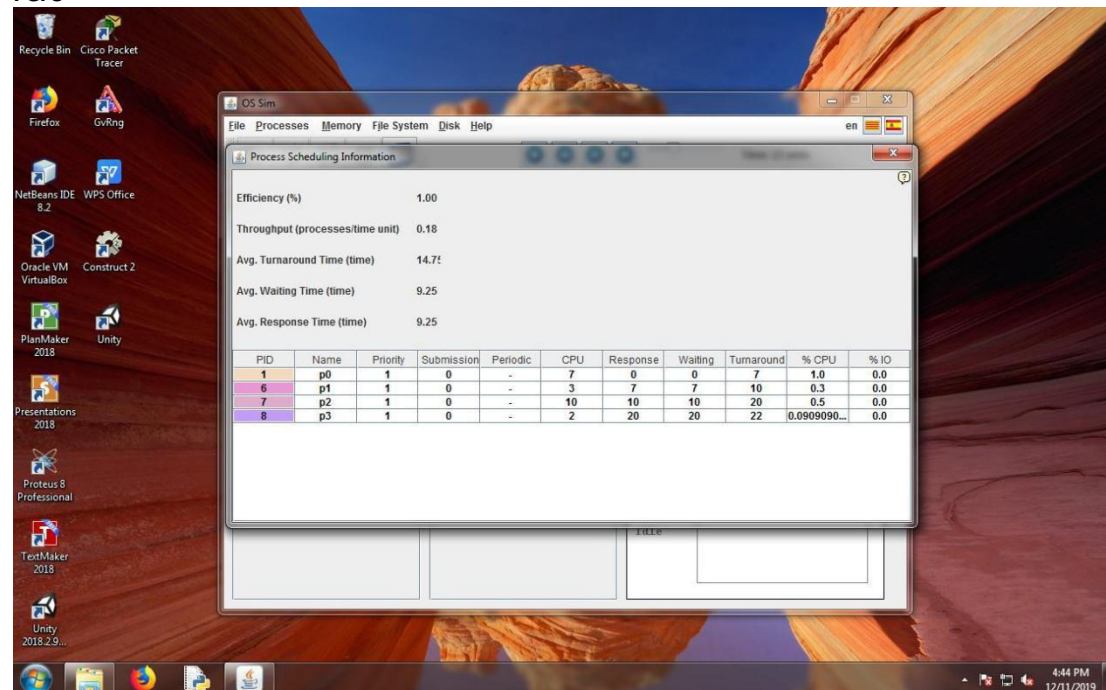 Recycle Bin
Cisco Packet
Tracer
Firefox
GvRng
NetBeans IDE
8.2
WPS Office
Oracle VM
VirtualBox
Construct 2
PlanMaker
2018
Unity
Presentations
2018
Proteus 8
Professional
TextMaker
2018
Unity
2018.2.9...
OS Sim
File Processes Memory File System Disk Help en
Process Scheduling Information
Efficiency (%) 1.00
Throughput (processes/time unit) 0.18
Avg. Turnaround Time (time) 14.75
Avg. Waiting Time (time) 9.25
Avg. Response Time (time) 9.25
PID Name Priority Submission Periodic CPU Response Waiting Turnaround % CPU % IO
1 p0 1 0 - 7 0 0 7 1.0 0.0
6 p1 1 0 - 3 7 7 10 0.3 0.0
7 p2 1 0 - 10 10 10 20 0.5 0.0
8 p3 1 0 - 2 20 20 22 0.0909090... 0.0
Idle
4:44 PM
12/11/2019